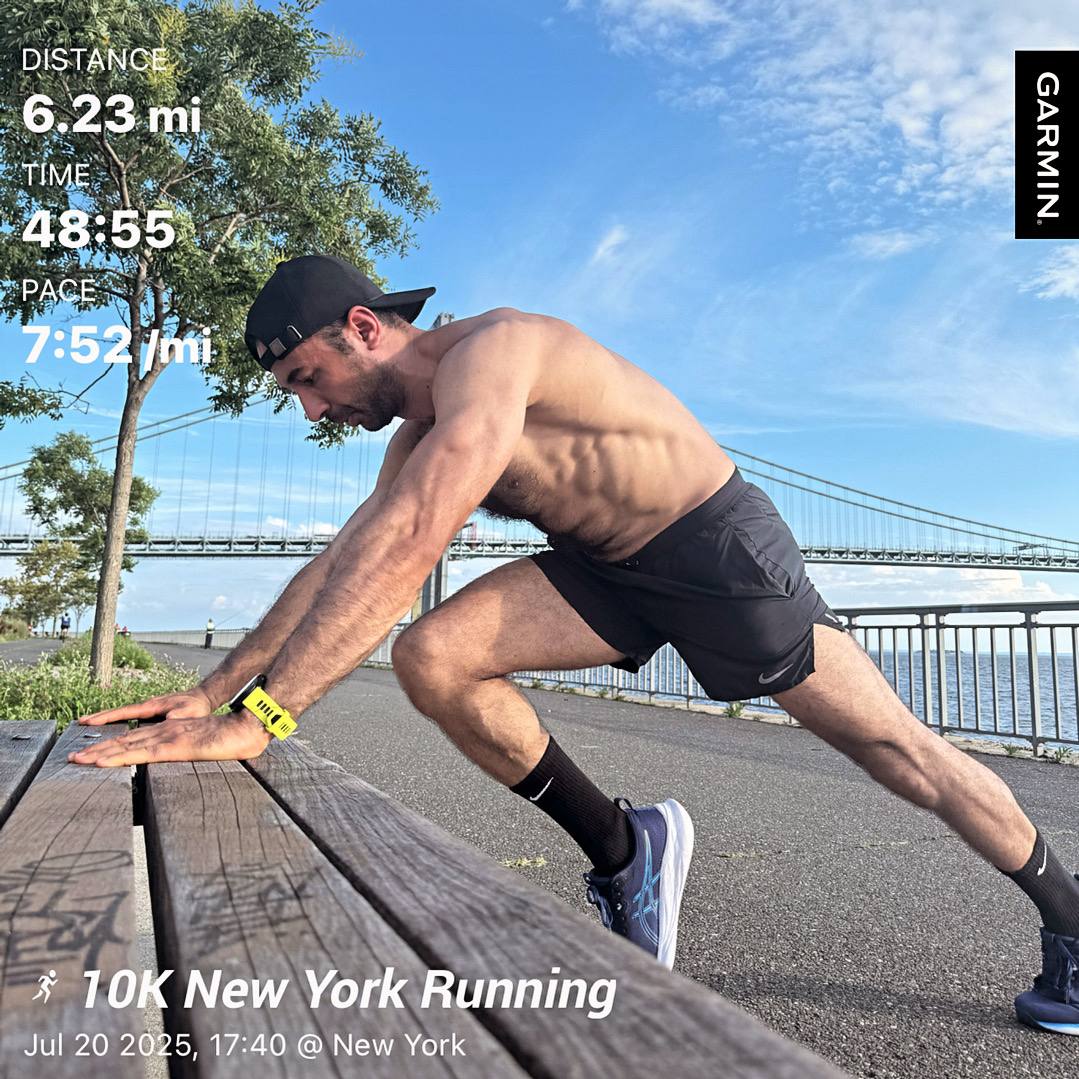 DISTANCE
6.23 mi
TIME
48:55
PACE
7:52 /mi
GARMIN
10K New York Running
Jul 20 2025, 17:40 @ New York